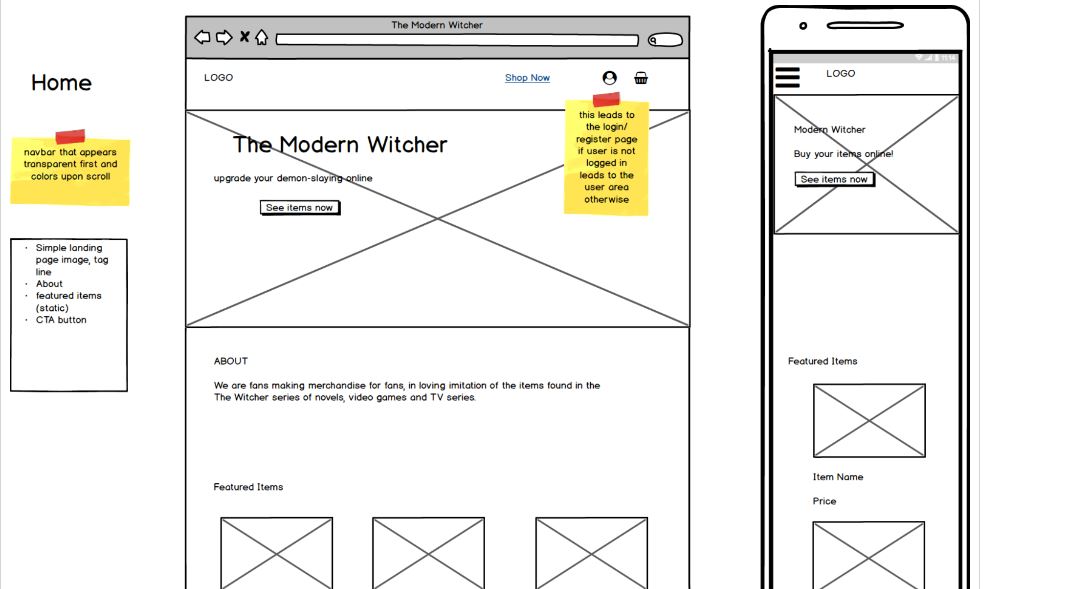 Home
navbar that appears
transparent first and
colors upon scroll
· Simple landing
page image, tag
line
· About
· featured items
(static)
· CTA button
The Modern Witcher
LOGO
Shop Now
this leads to
the login/
register page
if user is not
logged in
leads to the
user area
otherwise
The Modern Witcher
upgrade your demon-slaying online
See items now
ABOUT
We are fans making merchandise for fans, in loving imitation of the items found in the
The Witcher series of novels, video games and TV series.
Featured Items
LOGO
Modern Witcher
Buy your items online!
See items now
Featured Items
Item Name
Price